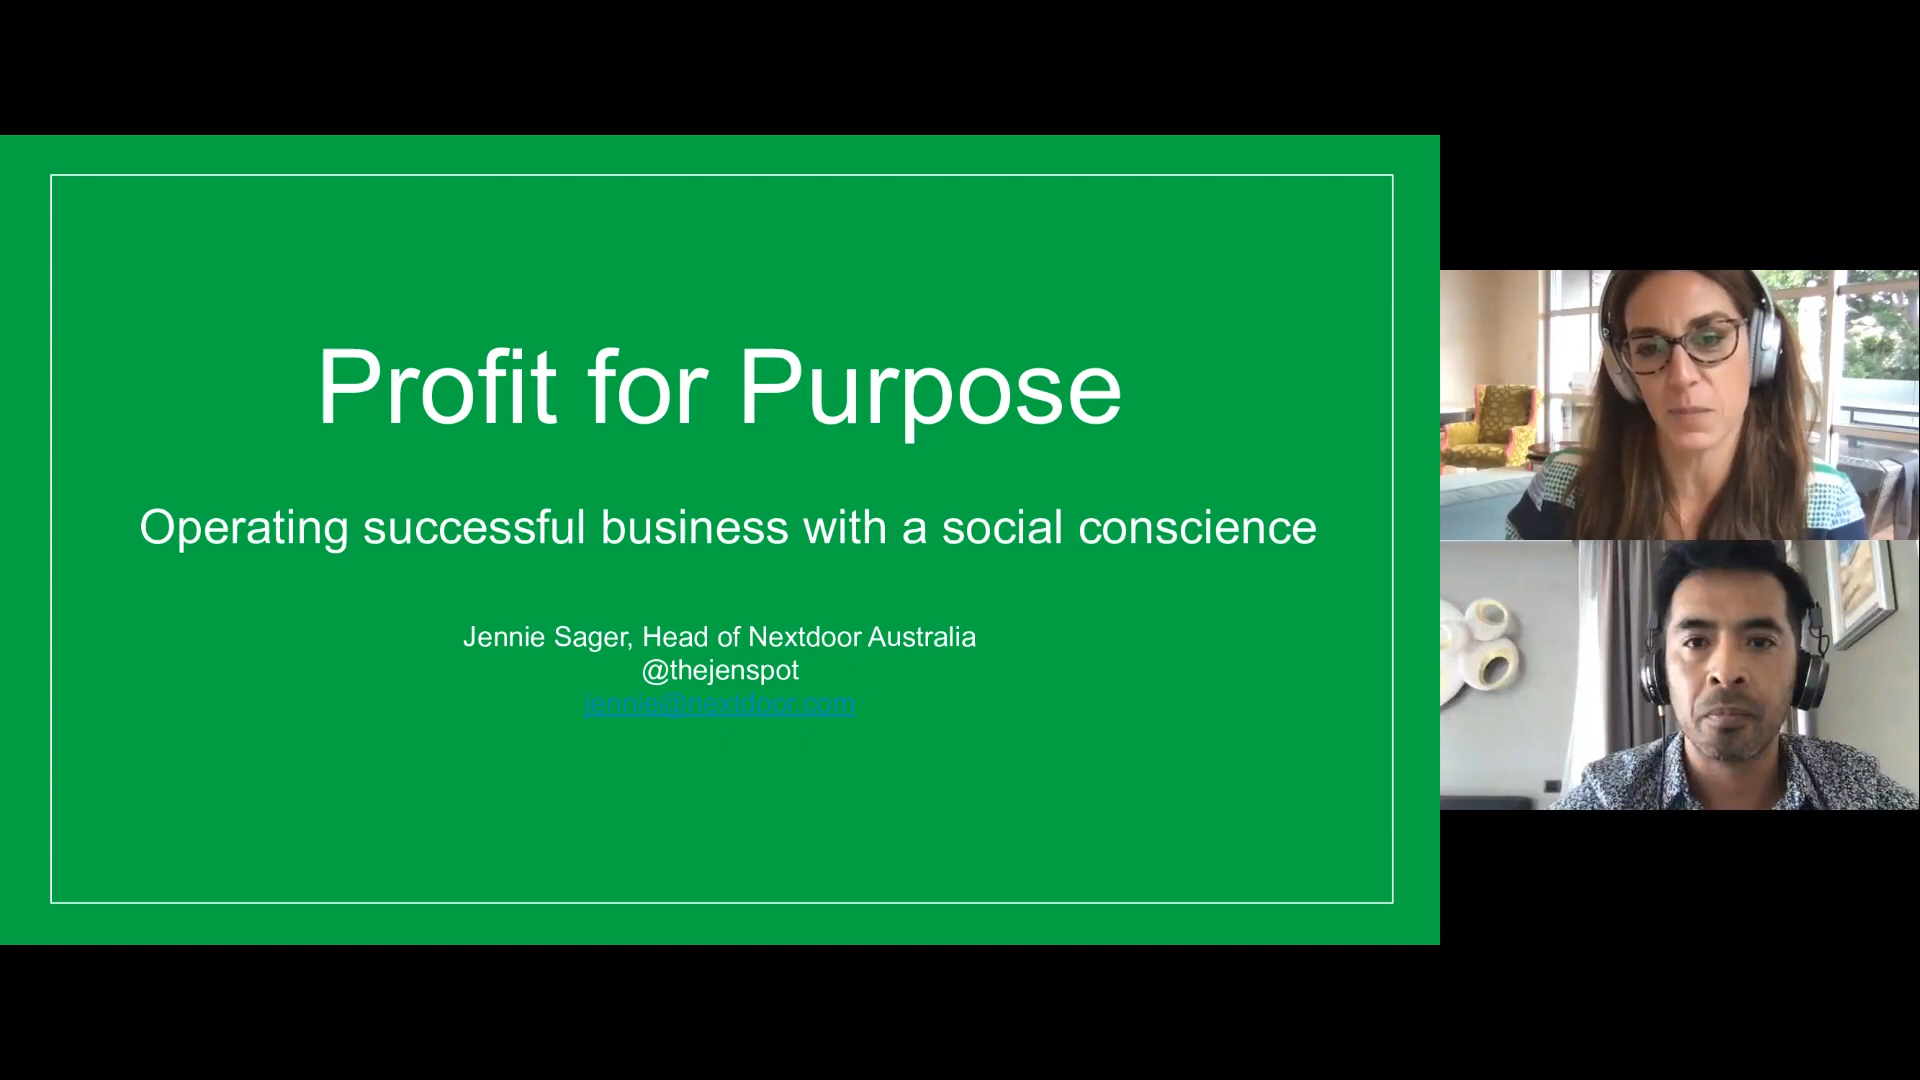 Profit for Purpose
Operating successful business with a social conscience
Jennie Sager, Head of Nextdoor Australia
@thejenspot
jennie@nextdoor.com